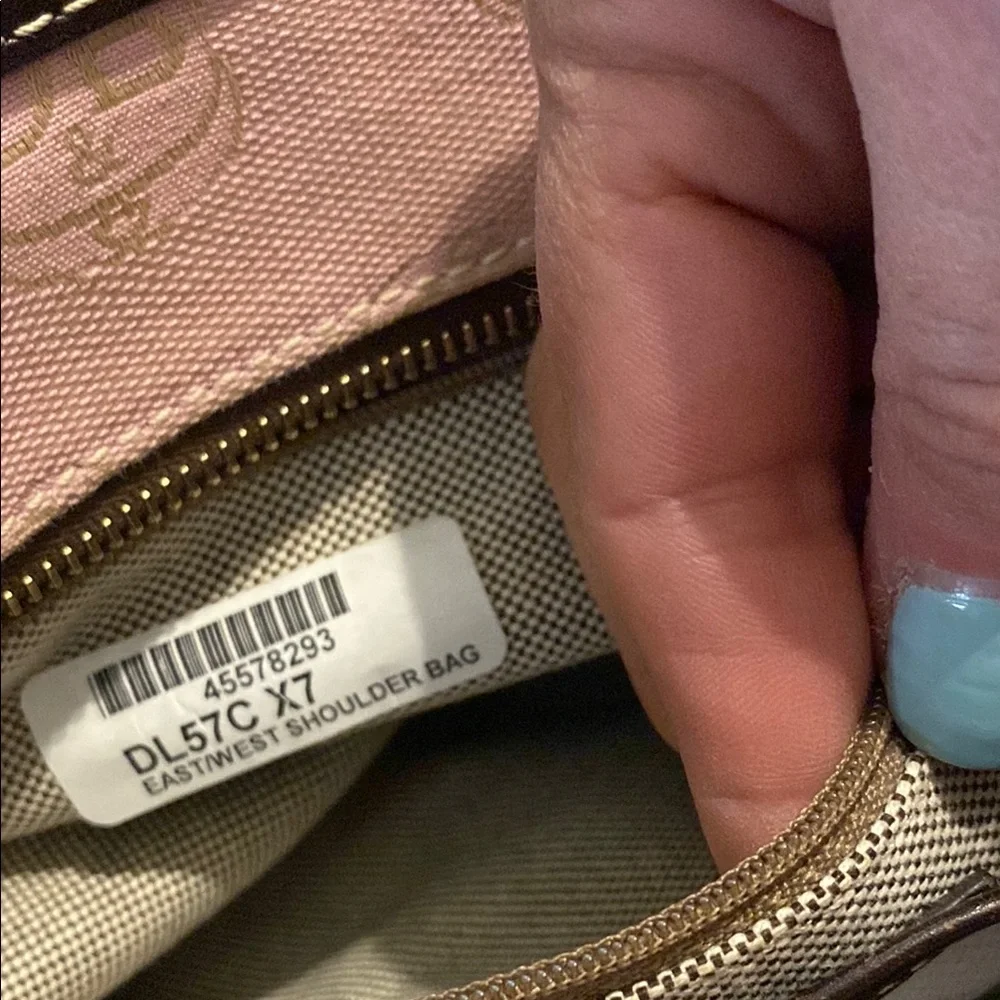 D
&
B
45578293
DL57C X7
EAST/WEST SHOULDER BAG